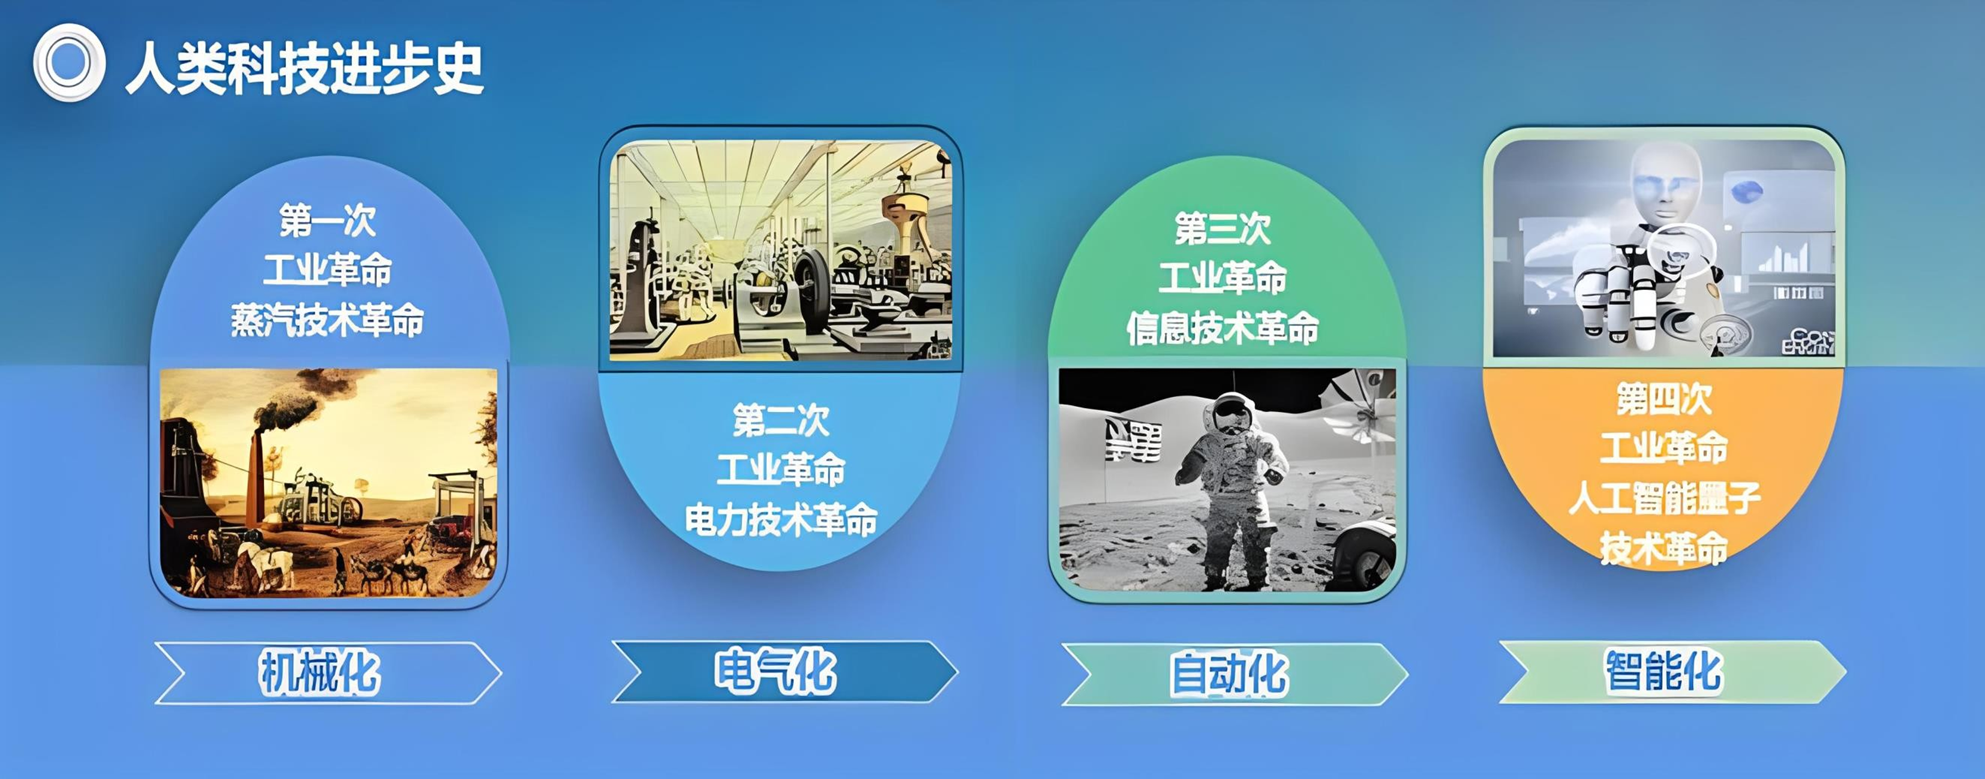 人类科技进步史
第一次
工业革命
蒸汽技术革命
第二次
工业革命
电力技术革命
第三次
工业革命
信息技术革命
第四次
工业革命
人工智能量子
技术革命
机械化
电气化
自动化
智能化